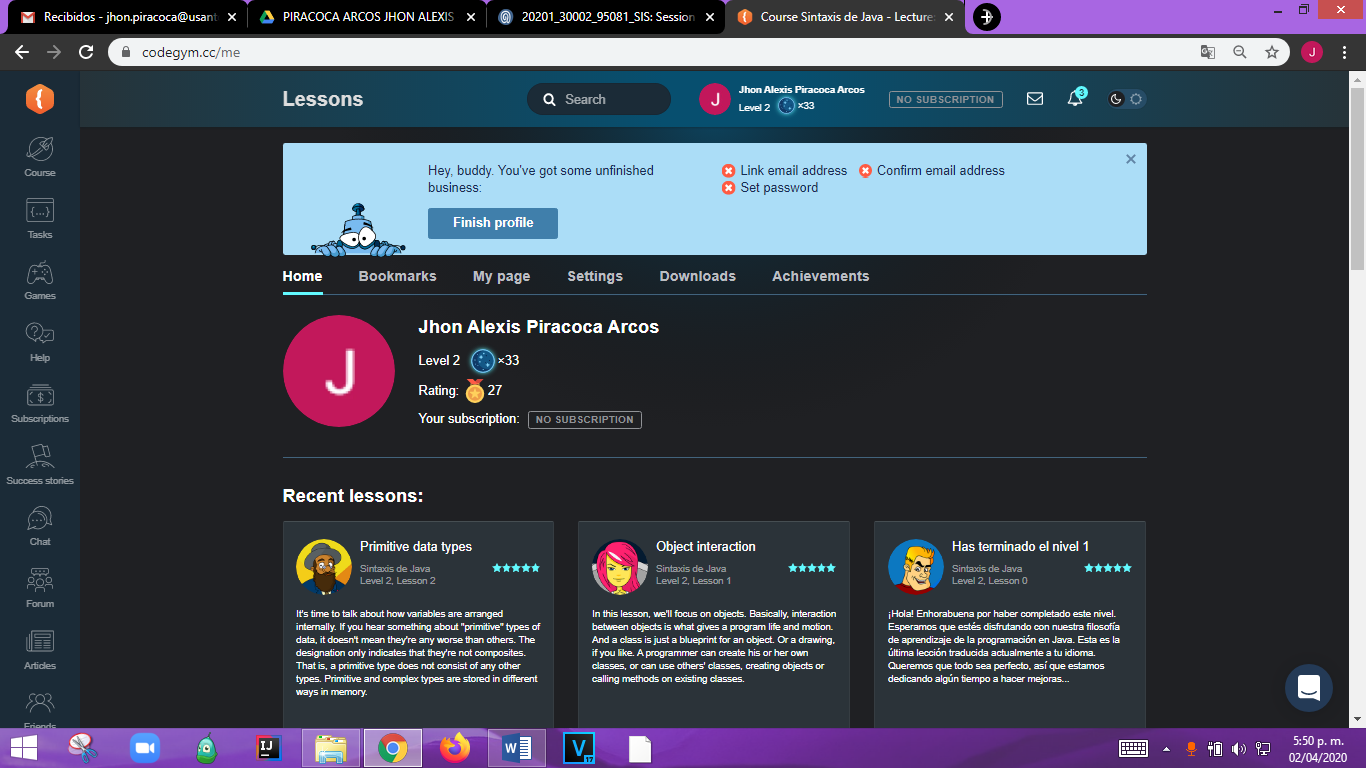 Recibidos - jhon.piracoca@usant
PIRACOCA ARCOS JHON ALEXIS
20201_30002_95081_SIS: Session
Course Sintaxis de Java - Lecture:
codegym.cc/me
J
Lessons
Search
J
Jhon Alexis Piracoca Arcos
Level 2 ×33
NO SUBSCRIPTION
3
Course
Tasks
Games
Help
Subscriptions
Success stories
Chat
Forum
Articles
Friends
Hey, buddy. You've got some unfinished
business:
Link email address
Confirm email address
Set password
Finish profile
Home
Bookmarks
My page
Settings
Downloads
Achievements
J
Jhon Alexis Piracoca Arcos
Level 2 ×33
Rating: 27
Your subscription: NO SUBSCRIPTION
Recent lessons:
Primitive data types
Sintaxis de Java
Level 2, Lesson 2
It's time to talk about how variables are arranged
internally. If you hear something about "primitive" types of
data, it doesn't mean they're any worse than others. The
designation only indicates that they're not composites.
That is, a primitive type does not consist of any other
types. Primitive and complex types are stored in different
ways in memory.
Object interaction
Sintaxis de Java
Level 2, Lesson 1
In this lesson, we'll focus on objects. Basically, interaction
between objects is what gives a program life and motion.
And a class is just a blueprint for an object. Or a drawing,
if you like. A programmer can create his or her own
classes, or can use others' classes, creating objects or
calling methods on existing classes.
Has terminado el nivel 1
Sintaxis de Java
Level 2, Lesson 0
¡Hola! Enhorabuena por haber completado este nivel.
Esperamos que estés disfrutando con nuestra filosofía
de aprendizaje de la programación en Java. Esta es la
última lección traducida actualmente a tu idioma.
Queremos que todo sea perfecto, así que estamos
dedicando algún tiempo a hacer mejoras...
IJ
W
V
17
5:50 p. m.
02/04/2020